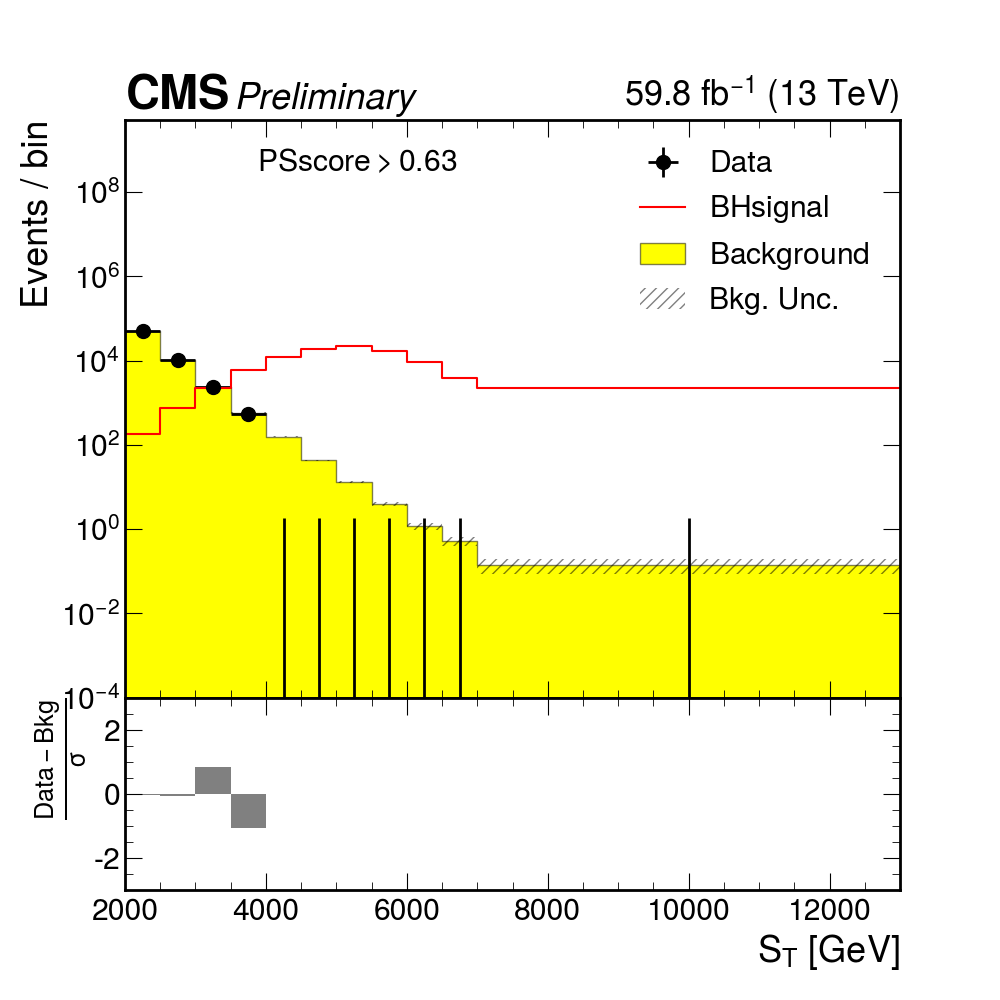 CMS Preliminary 59.8 fb⁻¹ (13 TeV)
Events / bin
PSscore > 0.63
Data
BHsignal
Background
Bkg. Unc.
10⁸
10⁶
10⁴
10²
10⁰
10⁻²
10⁻⁴
Data − Bkg
σ
2
0
-2
2000 4000 6000 8000 10000 12000
S_T [GeV]